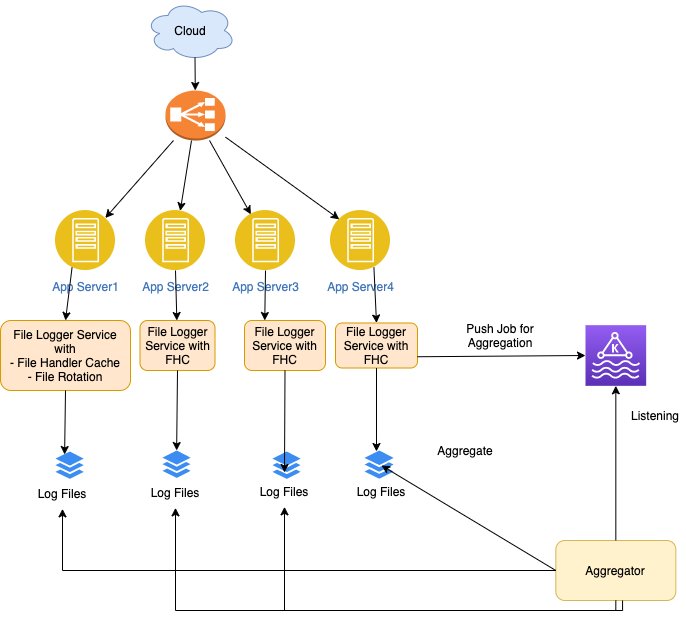 Cloud
App Server1
App Server2
App Server3
App Server4
File Logger Service
with
- File Handler Cache
- File Rotation
File Logger
Service with
FHC
File Logger
Service with
FHC
File Logger
Service with
FHC
Push Job for
Aggregation
K
Listening
Aggregate
Log Files
Log Files
Log Files
Log Files
Aggregator